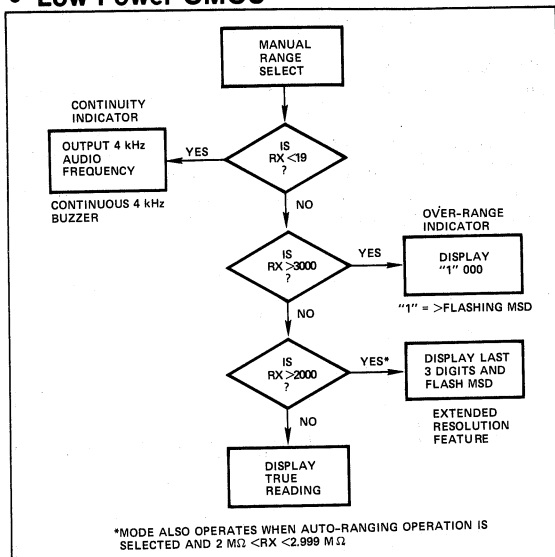 • Low Power CMOS
MANUAL
RANGE
SELECT
CONTINUITY
INDICATOR
OUTPUT 4 kHz
AUDIO
FREQUENCY
YES
IS
RX <19
?
CONTINUOUS 4 kHz
BUZZER
NO
OVER-RANGE
INDICATOR
IS
RX >3000
?
YES
DISPLAY
"1" 000
"1" = >FLASHING MSD
NO
IS
RX >2000
?
YES*
DISPLAY LAST
3 DIGITS AND
FLASH MSD
NO
EXTENDED
RESOLUTION
FEATURE
DISPLAY
TRUE
READING
*MODE ALSO OPERATES WHEN AUTO-RANGING OPERATION IS
SELECTED AND 2 MΩ <RX <2.999 MΩ